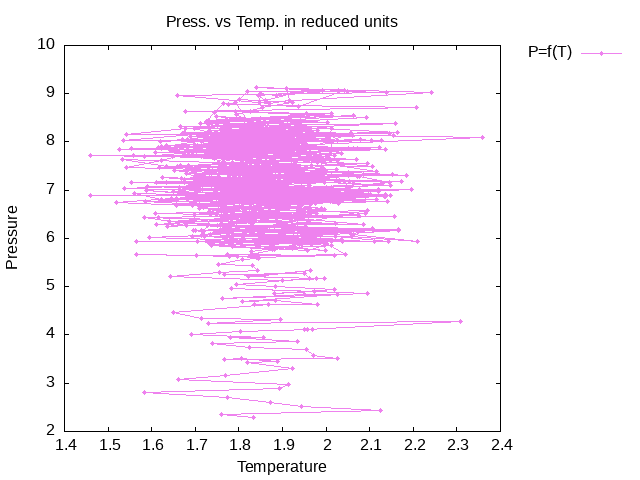 Press. vs Temp. in reduced units
P=f(T)
10
9
8
7
6
5
4
3
2
Pressure
1.4 1.5 1.6 1.7 1.8 1.9 2 2.1 2.2 2.3 2.4
Temperature